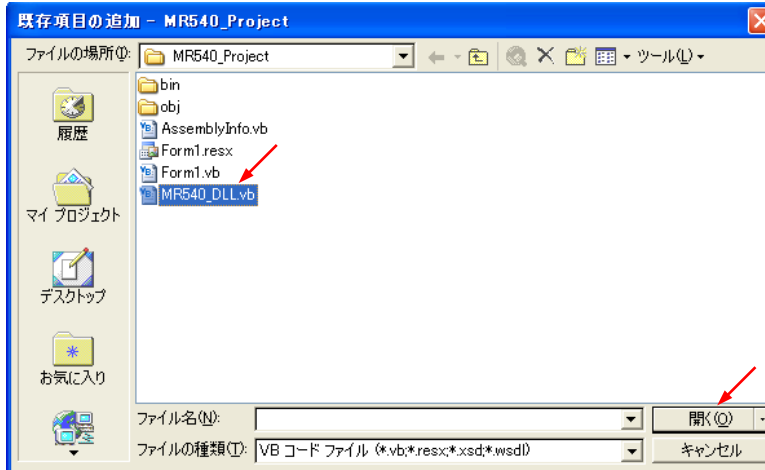 既存項目の追加 - MR540_Project
ファイルの場所(I):
MR540_Project
ツール(L)
履歴
マイ プロジェクト
デスクトップ
お気に入り
bin
obj
AssemblyInfo.vb
Form1.resx
Form1.vb
MR540_DLL.vb
ファイル名(N):
開く(O)
ファイルの種類(T):
VB コード ファイル (*.vb;*.resx;*.xsd;*.wsdl)
キャンセル